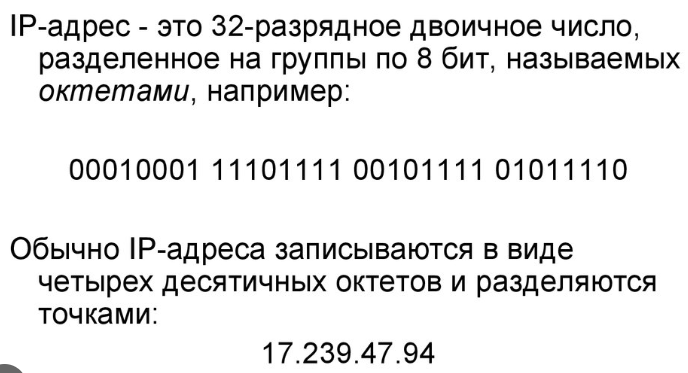 IP-адрес - это 32-разрядное двоичное число,
разделенное на группы по 8 бит, называемых
октетами, например:
00010001 11101111 00101111 01011110
Обычно IP-адреса записываются в виде
четырех десятичных октетов и разделяются
точками:
17.239.47.94